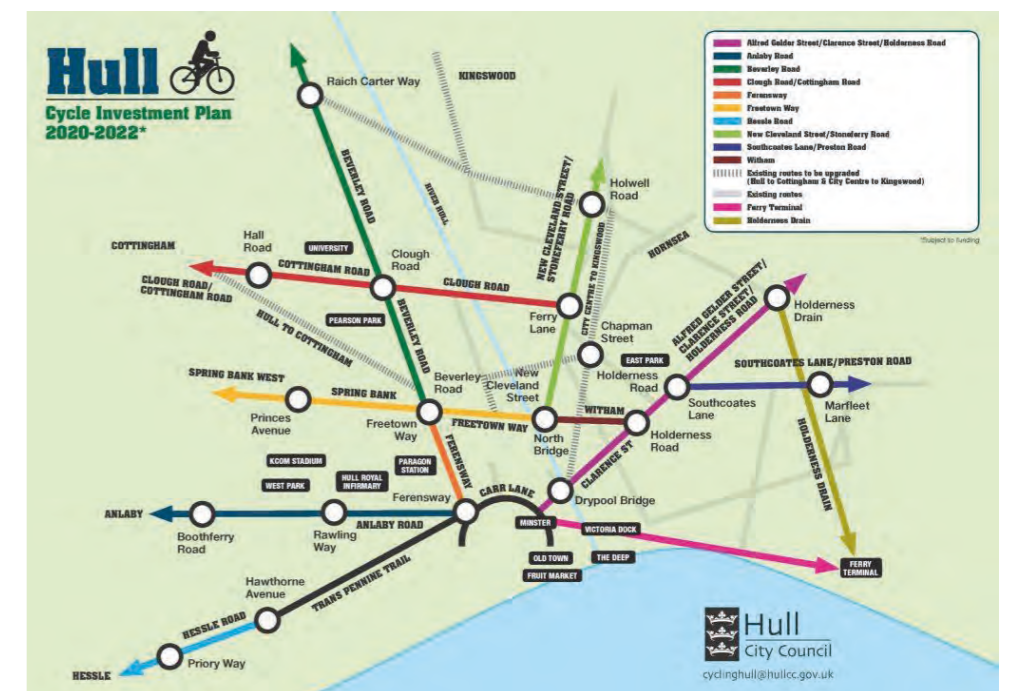 Hull
Cycle Investment Plan
2020-2022*
Alfred Gelder Street/Clarence Street/Holderness Road
Anlaby Road
Beverley Road
Clough Road/Cottingham Road
Ferensway
Freetown Way
Hessle Road
New Cleveland Street/Stoneferry Road
Southcoates Lane/Preston Road
Witham
Existing routes to be upgraded
(Hull to Cottingham & City Centre to Kingswood)
Existing routes
Ferry Terminal
Holderness Drain
*Subject to funding
Raich Carter Way
KINGSWOOD
BEVERLEY ROAD
RIVER HULL
NEW CLEVELAND STREET/
STONEFERRY ROAD
Holwell
Road
HORNSEA
CITY CENTRE TO KINGSWOOD
COTTINGHAM
Hall
Road
UNIVERSITY
COTTINGHAM ROAD
Clough
Road
CLOUGH ROAD
CLOUGH ROAD/
COTTINGHAM ROAD
HULL TO COTTINGHAM
PEARSON PARK
BEVERLEY ROAD
Ferry
Lane
Chapman
Street
ALFRED GELDER STREET/
CLARENCE STREET/
HOLDERNESS ROAD
Holderness
Drain
EAST PARK
Holderness
Road
SOUTHCOATES LANE/PRESTON ROAD
Southcoates
Lane
Marfleet
Lane
SPRING BANK WEST
SPRING BANK
Princes
Avenue
Beverley
Road
New
Cleveland
Street
Freetown
Way
FREETOWN WAY
North
Bridge
WITHAM
Holderness
Road
HOLDERNESS DRAIN
KCOM STADIUM
WEST PARK
HULL ROYAL
INFIRMARY
PARAGON
STATION
FERENSWAY
Ferensway
CARR LANE
CLARENCE ST
Drypool Bridge
ANLABY
Boothferry
Road
Rawling
Way
ANLABY ROAD
MINSTER
VICTORIA DOCK
OLD TOWN
THE DEEP
FRUIT MARKET
FERRY
TERMINAL
Hawthorne
Avenue
TRANS PENNINE TRAIL
HESSLE ROAD
Priory Way
HESSLE
Hull
City Council
cyclinghull@hullcc.gov.uk